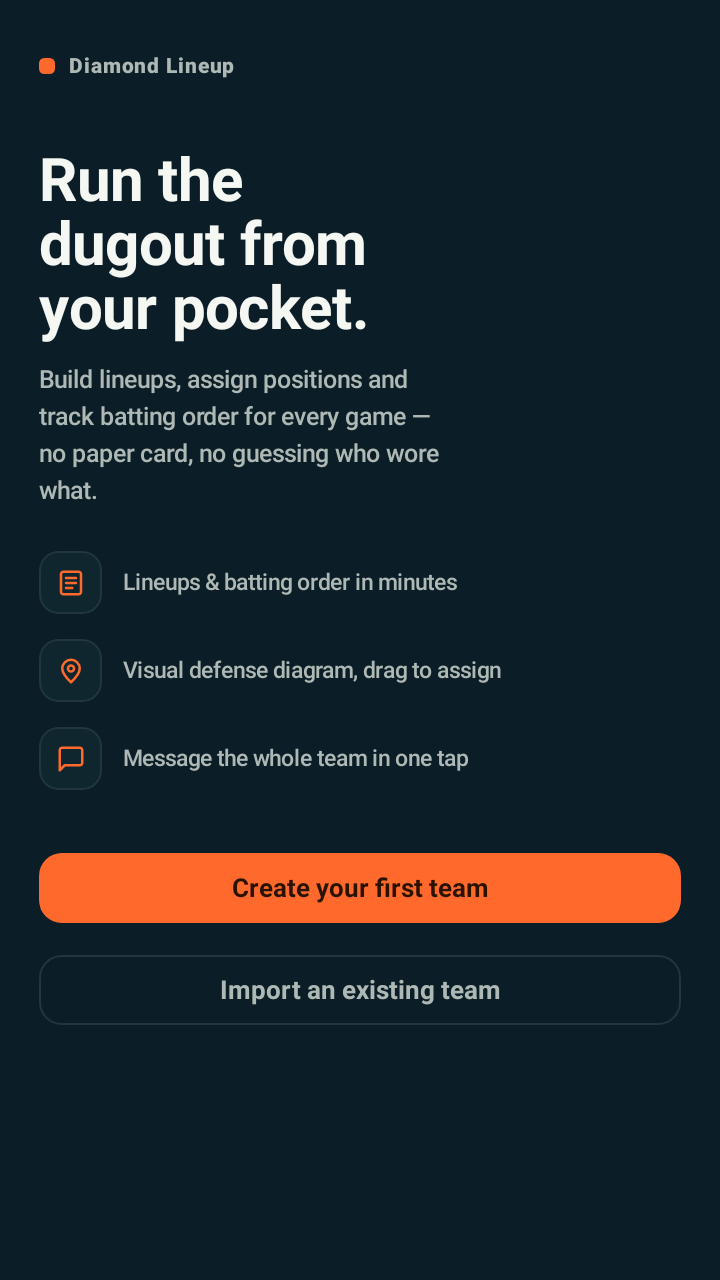 Diamond Lineup
Run the
dugout from
your pocket.
Build lineups, assign positions and
track batting order for every game —
no paper card, no guessing who wore
what.
Lineups & batting order in minutes
Visual defense diagram, drag to assign
Message the whole team in one tap
Create your first team
Import an existing team